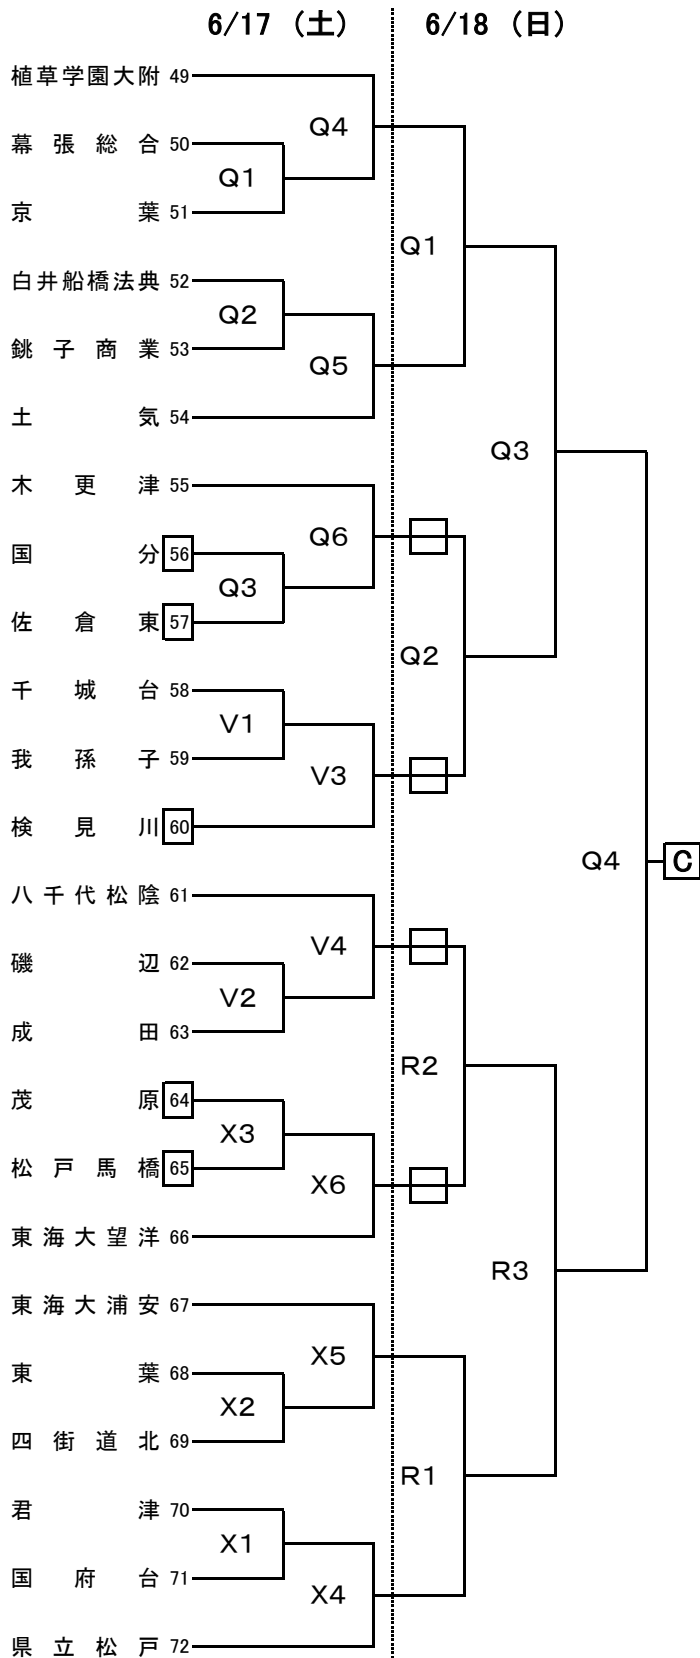 6/17 （土） 6/18 （日）
植草学園大附 49
Q4
幕張総合 50
Q1
京葉 51
Q1
白井船橋法典 52
Q2
銚子商業 53
Q5
土気 54
Q3
木更津 55
Q6
国分 56
Q3
佐倉東 57
Q2
千城台 58
V1
我孫子 59
V3
検見川 60
Q4 C
八千代松陰 61
V4
磯辺 62
V2
成田 63
R2
茂原 64
X3
松戸馬橋 65
X6
東海大望洋 66
R3
東海大浦安 67
X5
東葉 68
X2
四街道北 69
R1
君津 70
X1
国府台 71
X4
県立松戸 72